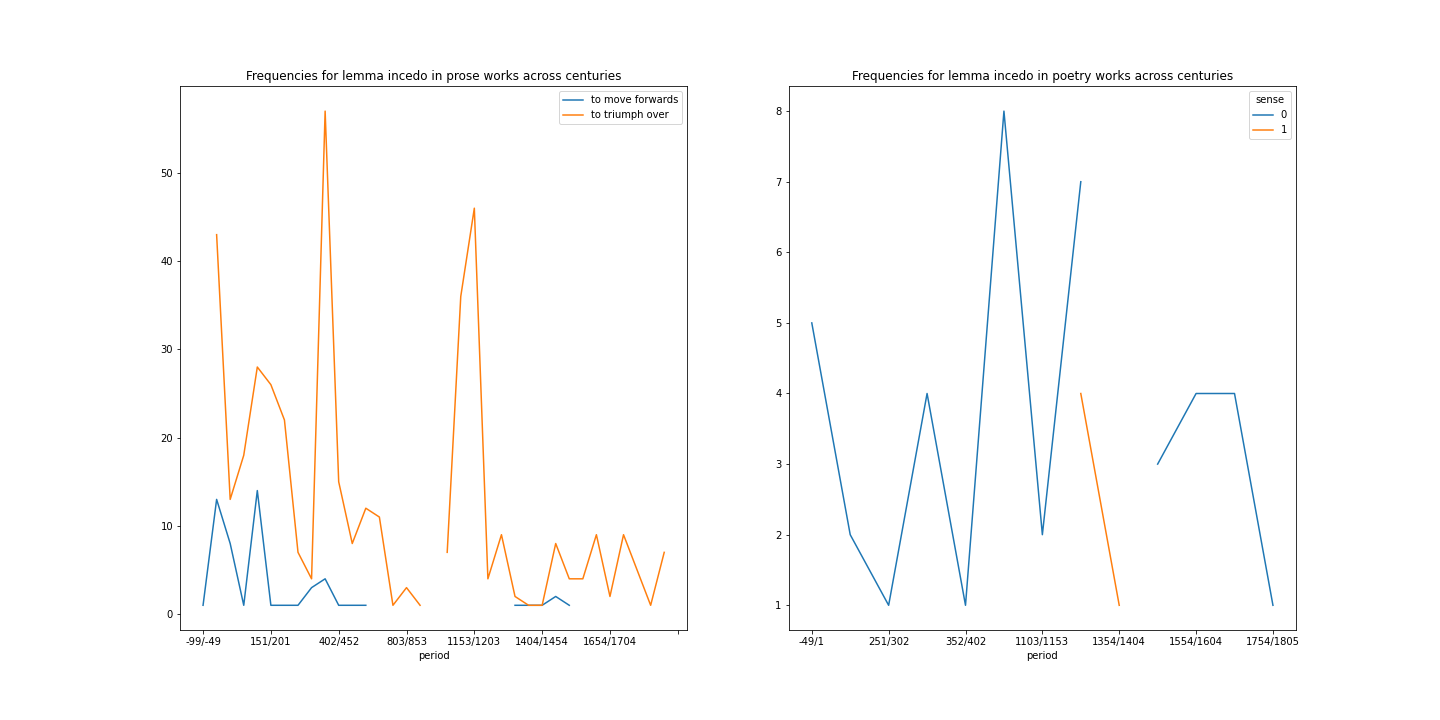 Frequencies for lemma incedo in prose works across centuries
to move forwards
to triumph over
50
40
30
20
10
0
-99/-49 151/201 402/452 803/853 1153/1203 1404/1454 1654/1704
period
Frequencies for lemma incedo in poetry works across centuries
sense
0
1
8
7
6
5
4
3
2
1
-49/1 251/302 352/402 1103/1153 1354/1404 1554/1604 1754/1805
period